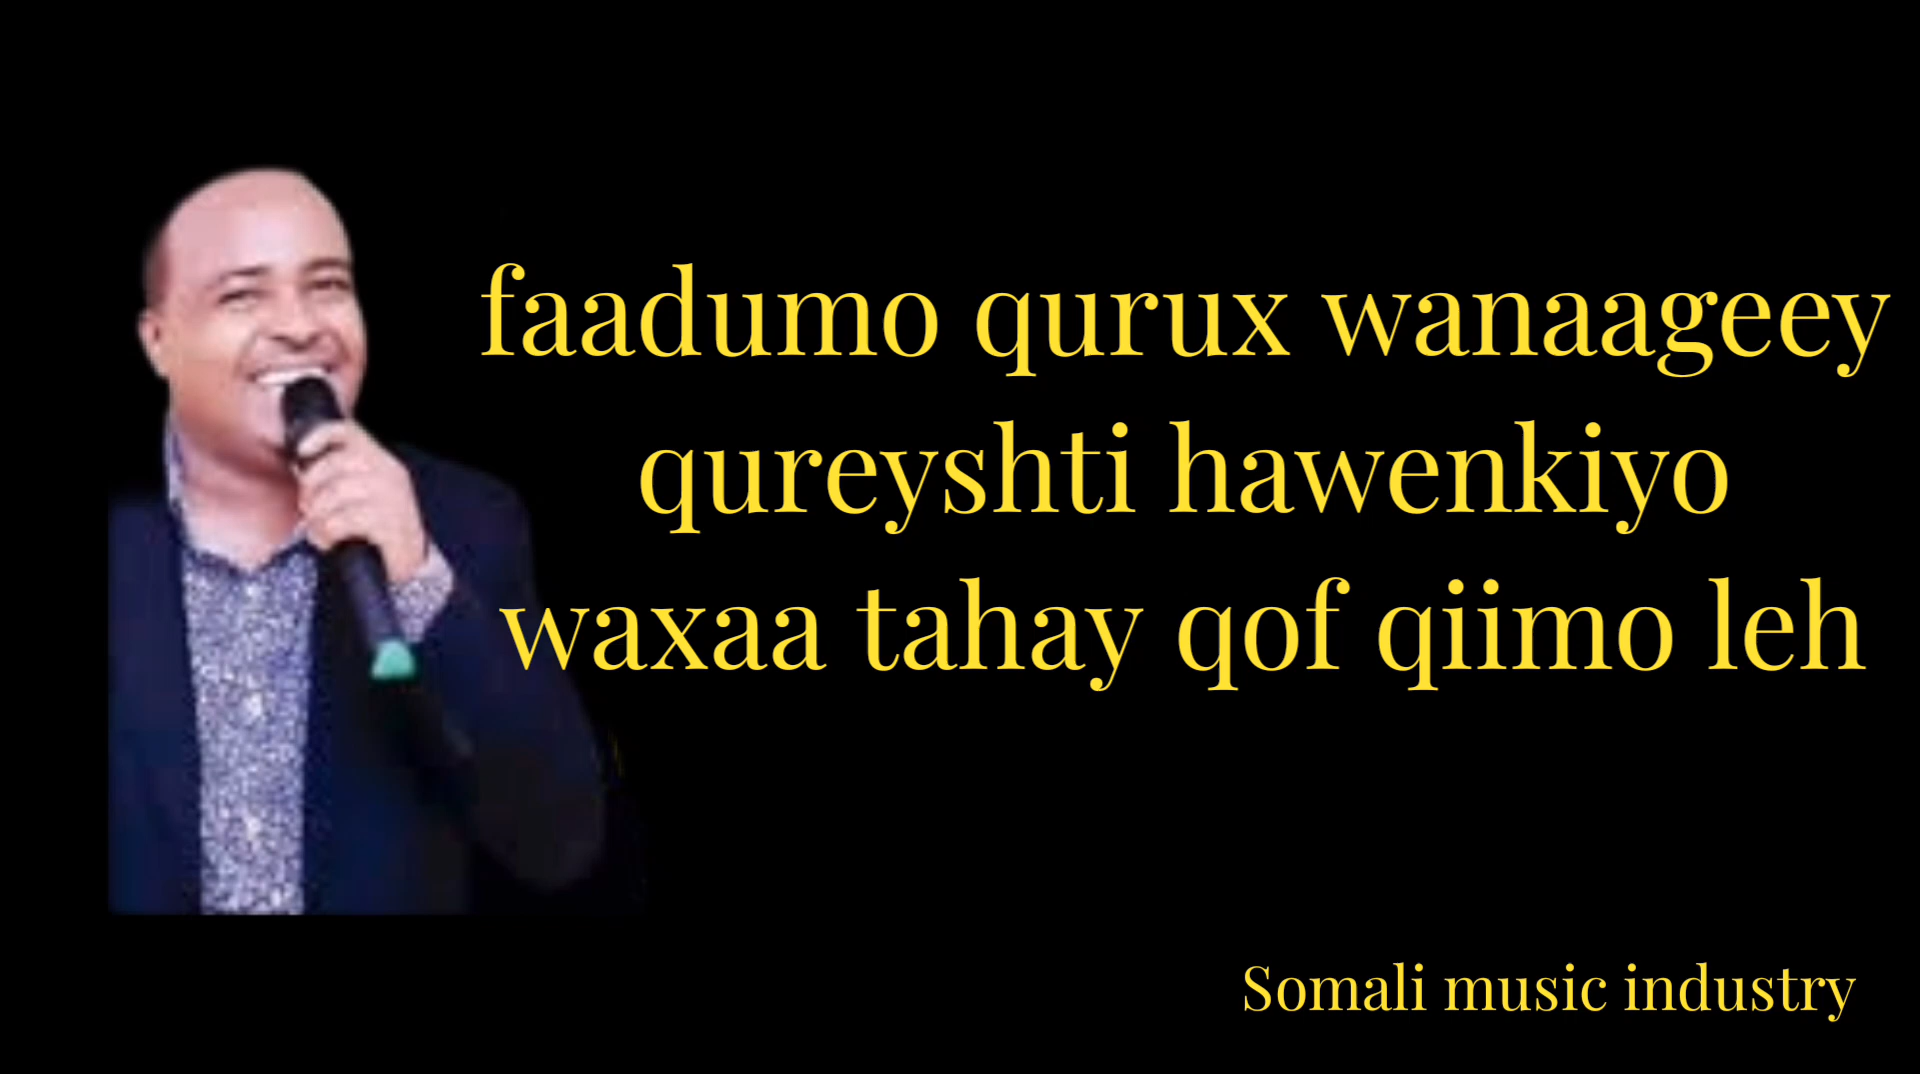 faadumo qurux wanaageey
qureyshti hawenkiyo
waxaa tahay qof qiimo leh
Somali music industry